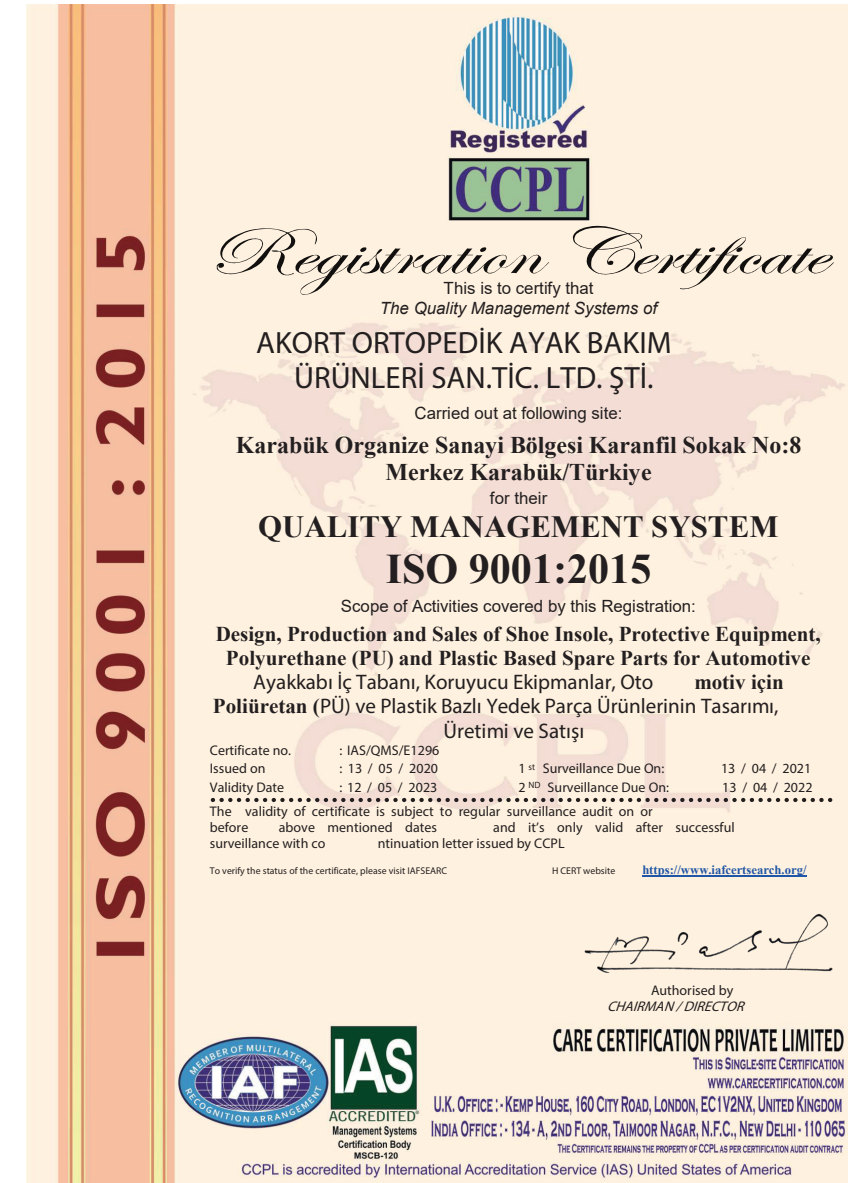 ISO 9001 : 2015
Registered
CCPL
Registration Certificate
This is to certify that
The Quality Management Systems of
AKORT ORTOPEDİK AYAK BAKIM
ÜRÜNLERİ SAN.TİC. LTD. ŞTİ.
Carried out at following site:
Karabük Organize Sanayi Bölgesi Karanfil Sokak No:8
Merkez Karabük/Türkiye
for their
QUALITY MANAGEMENT SYSTEM
ISO 9001:2015
Scope of Activities covered by this Registration:
Design, Production and Sales of Shoe Insole, Protective Equipment,
Polyurethane (PU) and Plastic Based Spare Parts for Automotive
Ayakkabı İç Tabanı, Koruyucu Ekipmanlar, Oto motiv için
Poliüretan (PÜ) ve Plastik Bazlı Yedek Parça Ürünlerinin Tasarımı,
Üretimi ve Satışı
CCPL
Certificate no. : IAS/QMS/E1296
Issued on : 13 / 05 / 2020 1 st Surveillance Due On: 13 / 04 / 2021
Validity Date : 12 / 05 / 2023 2 ND Surveillance Due On: 13 / 04 / 2022
The validity of certificate is subject to regular surveillance audit on or
before above mentioned dates and it's only valid after successful
surveillance with co ntinuation letter issued by CCPL
To verify the status of the certificate, please visit IAFSEARC H CERT website https://www.iafcertsearch.org/
Authorised by
CHAIRMAN / DIRECTOR
CARE CERTIFICATION PRIVATE LIMITED
THIS IS SINGLE-SITE CERTIFICATION
WWW.CARECERTIFICATION.COM
U.K. OFFICE : - KEMP HOUSE, 160 CITY ROAD, LONDON, EC1V2NX, UNITED KINGDOM
INDIA OFFICE : - 134 - A, 2ND FLOOR, TAIMOOR NAGAR, N.F.C., NEW DELHI - 110 065
THE CERTIFICATE REMAINS THE PROPERTY OF CCPL AS PER CERTIFICATION AUDIT CONTRACT
MEMBER OF MULTILATERAL
IAF
RECOGNITION ARRANGEMENT
IAS
ACCREDITED
Management Systems
Certification Body
MSCB-120
CCPL is accredited by International Accreditation Service (IAS) United States of America